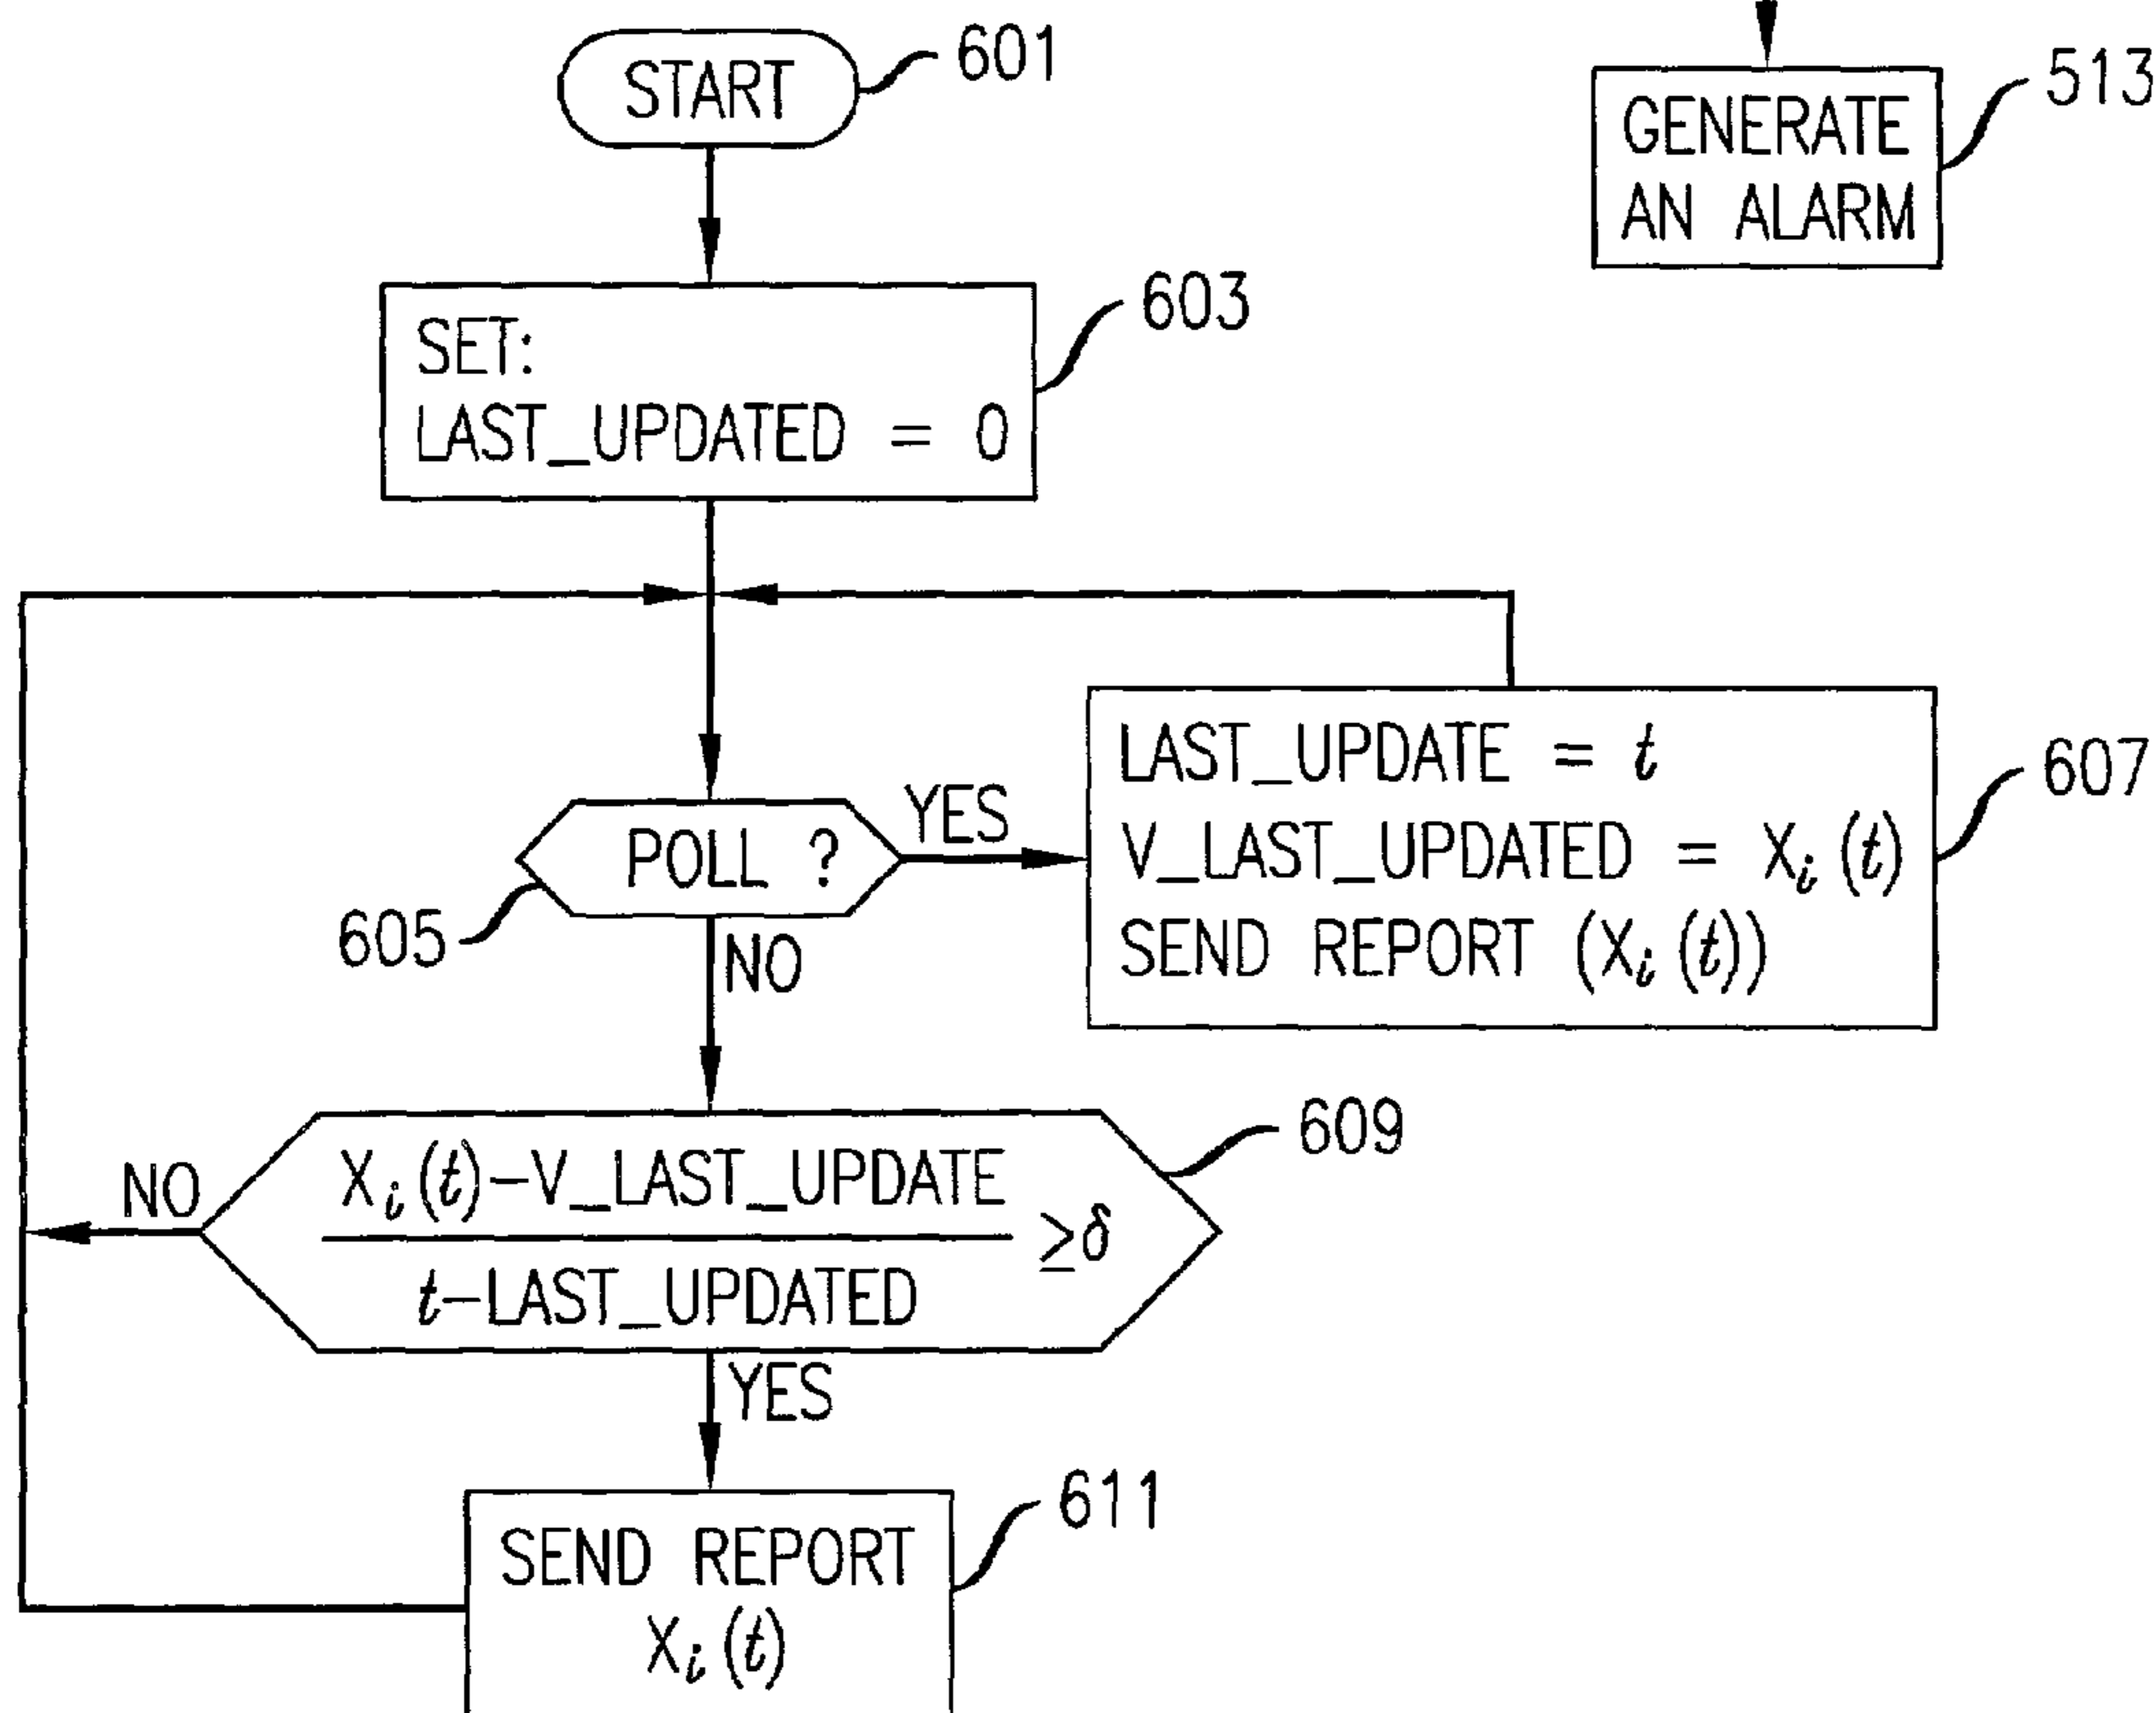 START
601
GENERATE
AN ALARM
513
SET:
LAST_UPDATED = 0
603
POLL ?
605
YES
NO
LAST_UPDATE = t
V_LAST_UPDATED = Xi (t)
SEND REPORT (Xi (t))
607
Xi (t)-V_LAST_UPDATE
t-LAST_UPDATED
≥δ
609
NO
YES
SEND REPORT
Xi (t)
611